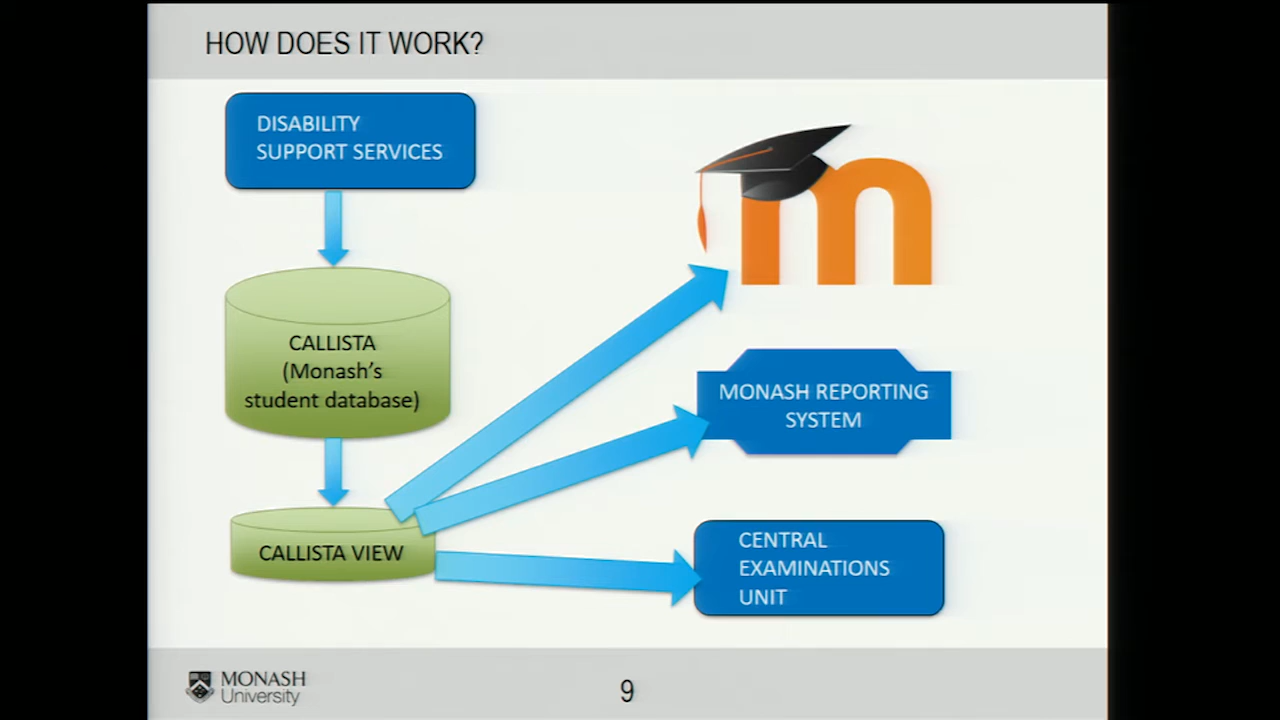 HOW DOES IT WORK?
DISABILITY
SUPPORT SERVICES
CALLISTA
(Monash's
student database)
CALLISTA VIEW
m
MONASH REPORTING
SYSTEM
CENTRAL
EXAMINATIONS
UNIT
MONASH
University
9